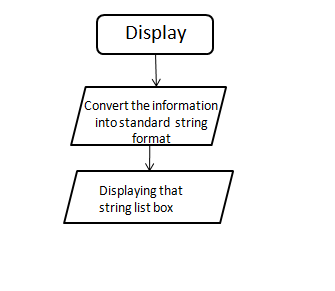 Display
Convert the information
into standard string
format
Displaying that
string list box